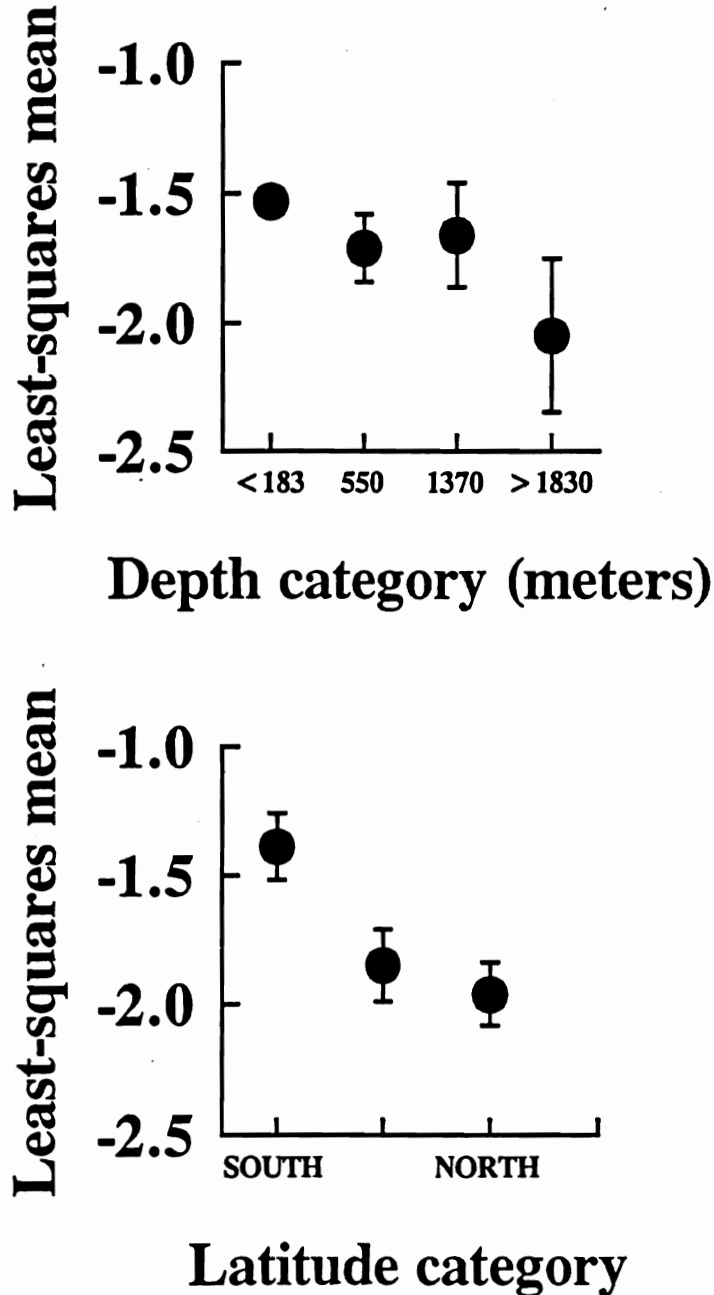 Least-squares mean
-1.0
-1.5
-2.0
-2.5
<183 550 1370 >1830
Depth category (meters)
Least-squares mean
-1.0
-1.5
-2.0
-2.5
SOUTH NORTH
Latitude category